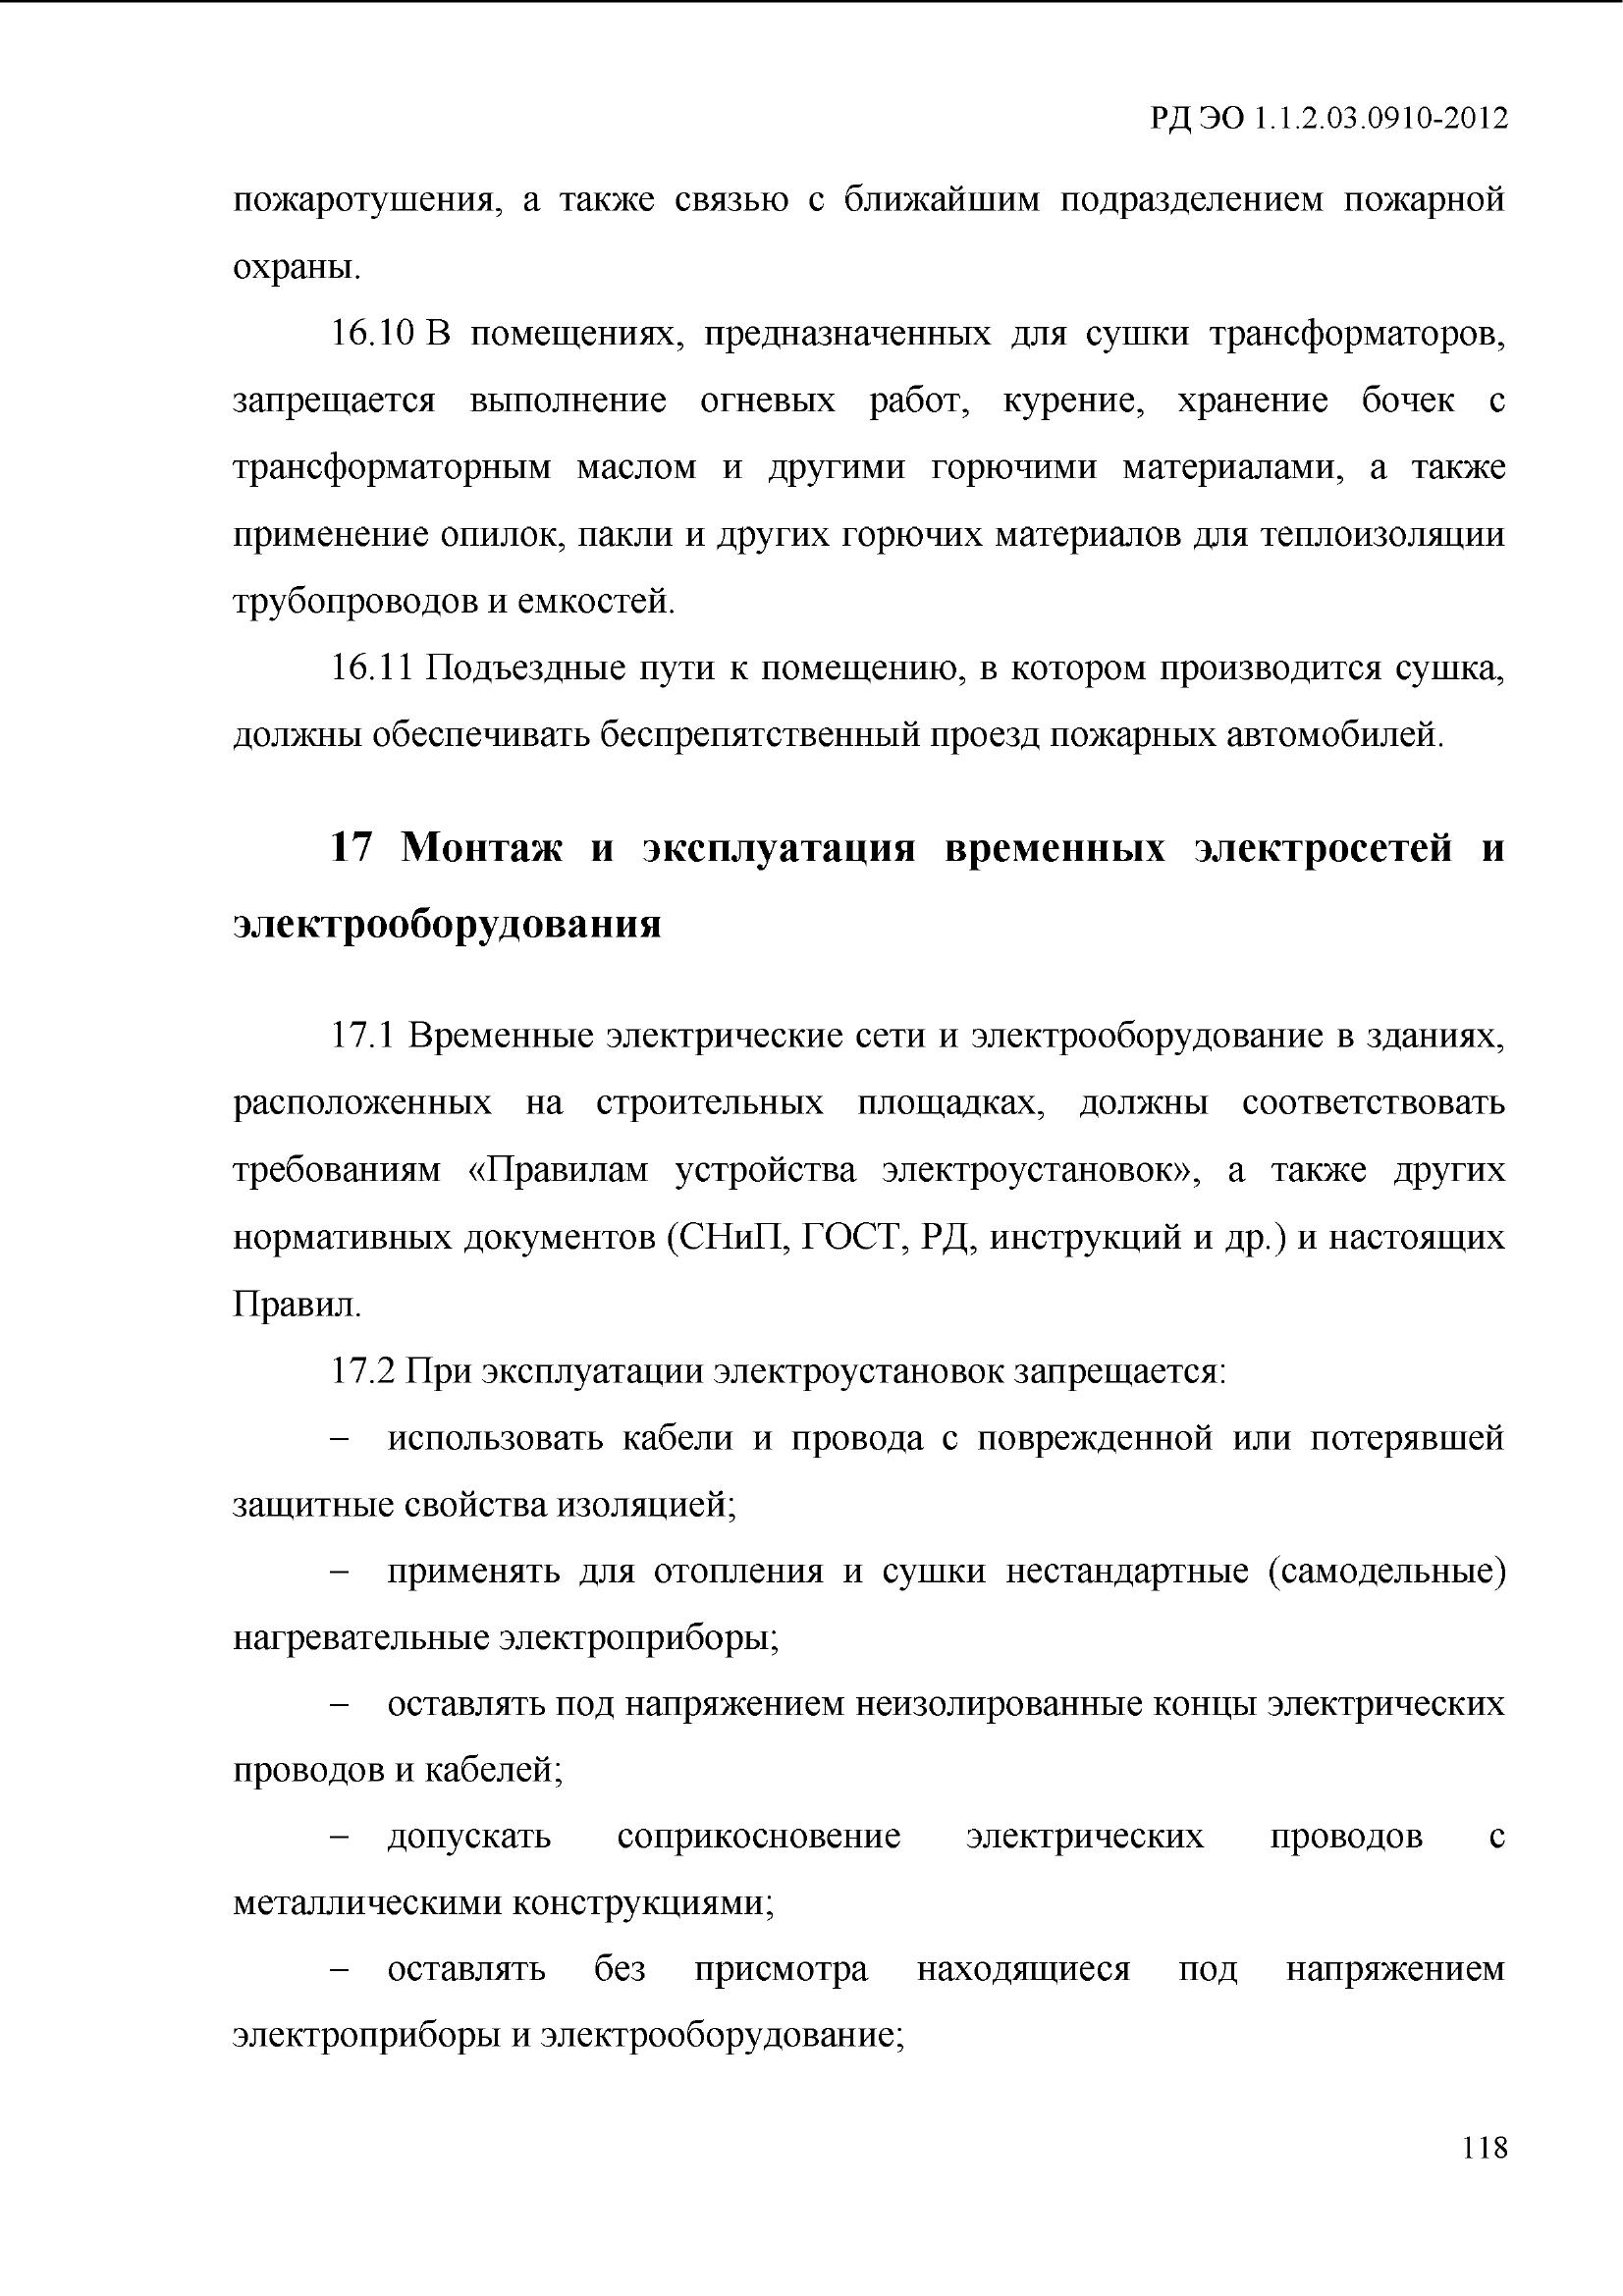 РД ЭО 1.1.2.03.0910-2012
пожаротушения, а также связью с ближайшим подразделением пожарной
охраны.
16.10 В помещениях, предназначенных для сушки трансформаторов,
запрещается выполнение огневых работ, курение, хранение бочек с
трансформаторным маслом и другими горючими материалами, а также
применение опилок, пакли и других горючих материалов для теплоизоляции
трубопроводов и емкостей.
16.11 Подъездные пути к помещению, в котором производится сушка,
должны обеспечивать беспрепятственный проезд пожарных автомобилей.
17 Монтаж и эксплуатация временных электросетей и
электрооборудования
17.1 Временные электрические сети и электрооборудование в зданиях,
расположенных на строительных площадках, должны соответствовать
требованиям «Правилам устройства электроустановок», а также других
нормативных документов (СНиП, ГОСТ, РД, инструкций и др.) и настоящих
Правил.
17.2 При эксплуатации электроустановок запрещается:
– использовать кабели и провода с поврежденной или потерявшей
защитные свойства изоляцией;
– применять для отопления и сушки нестандартные (самодельные)
нагревательные электроприборы;
– оставлять под напряжением неизолированные концы электрических
проводов и кабелей;
– допускать соприкосновение электрических проводов с
металлическими конструкциями;
– оставлять без присмотра находящиеся под напряжением
электроприборы и электрооборудование;
118